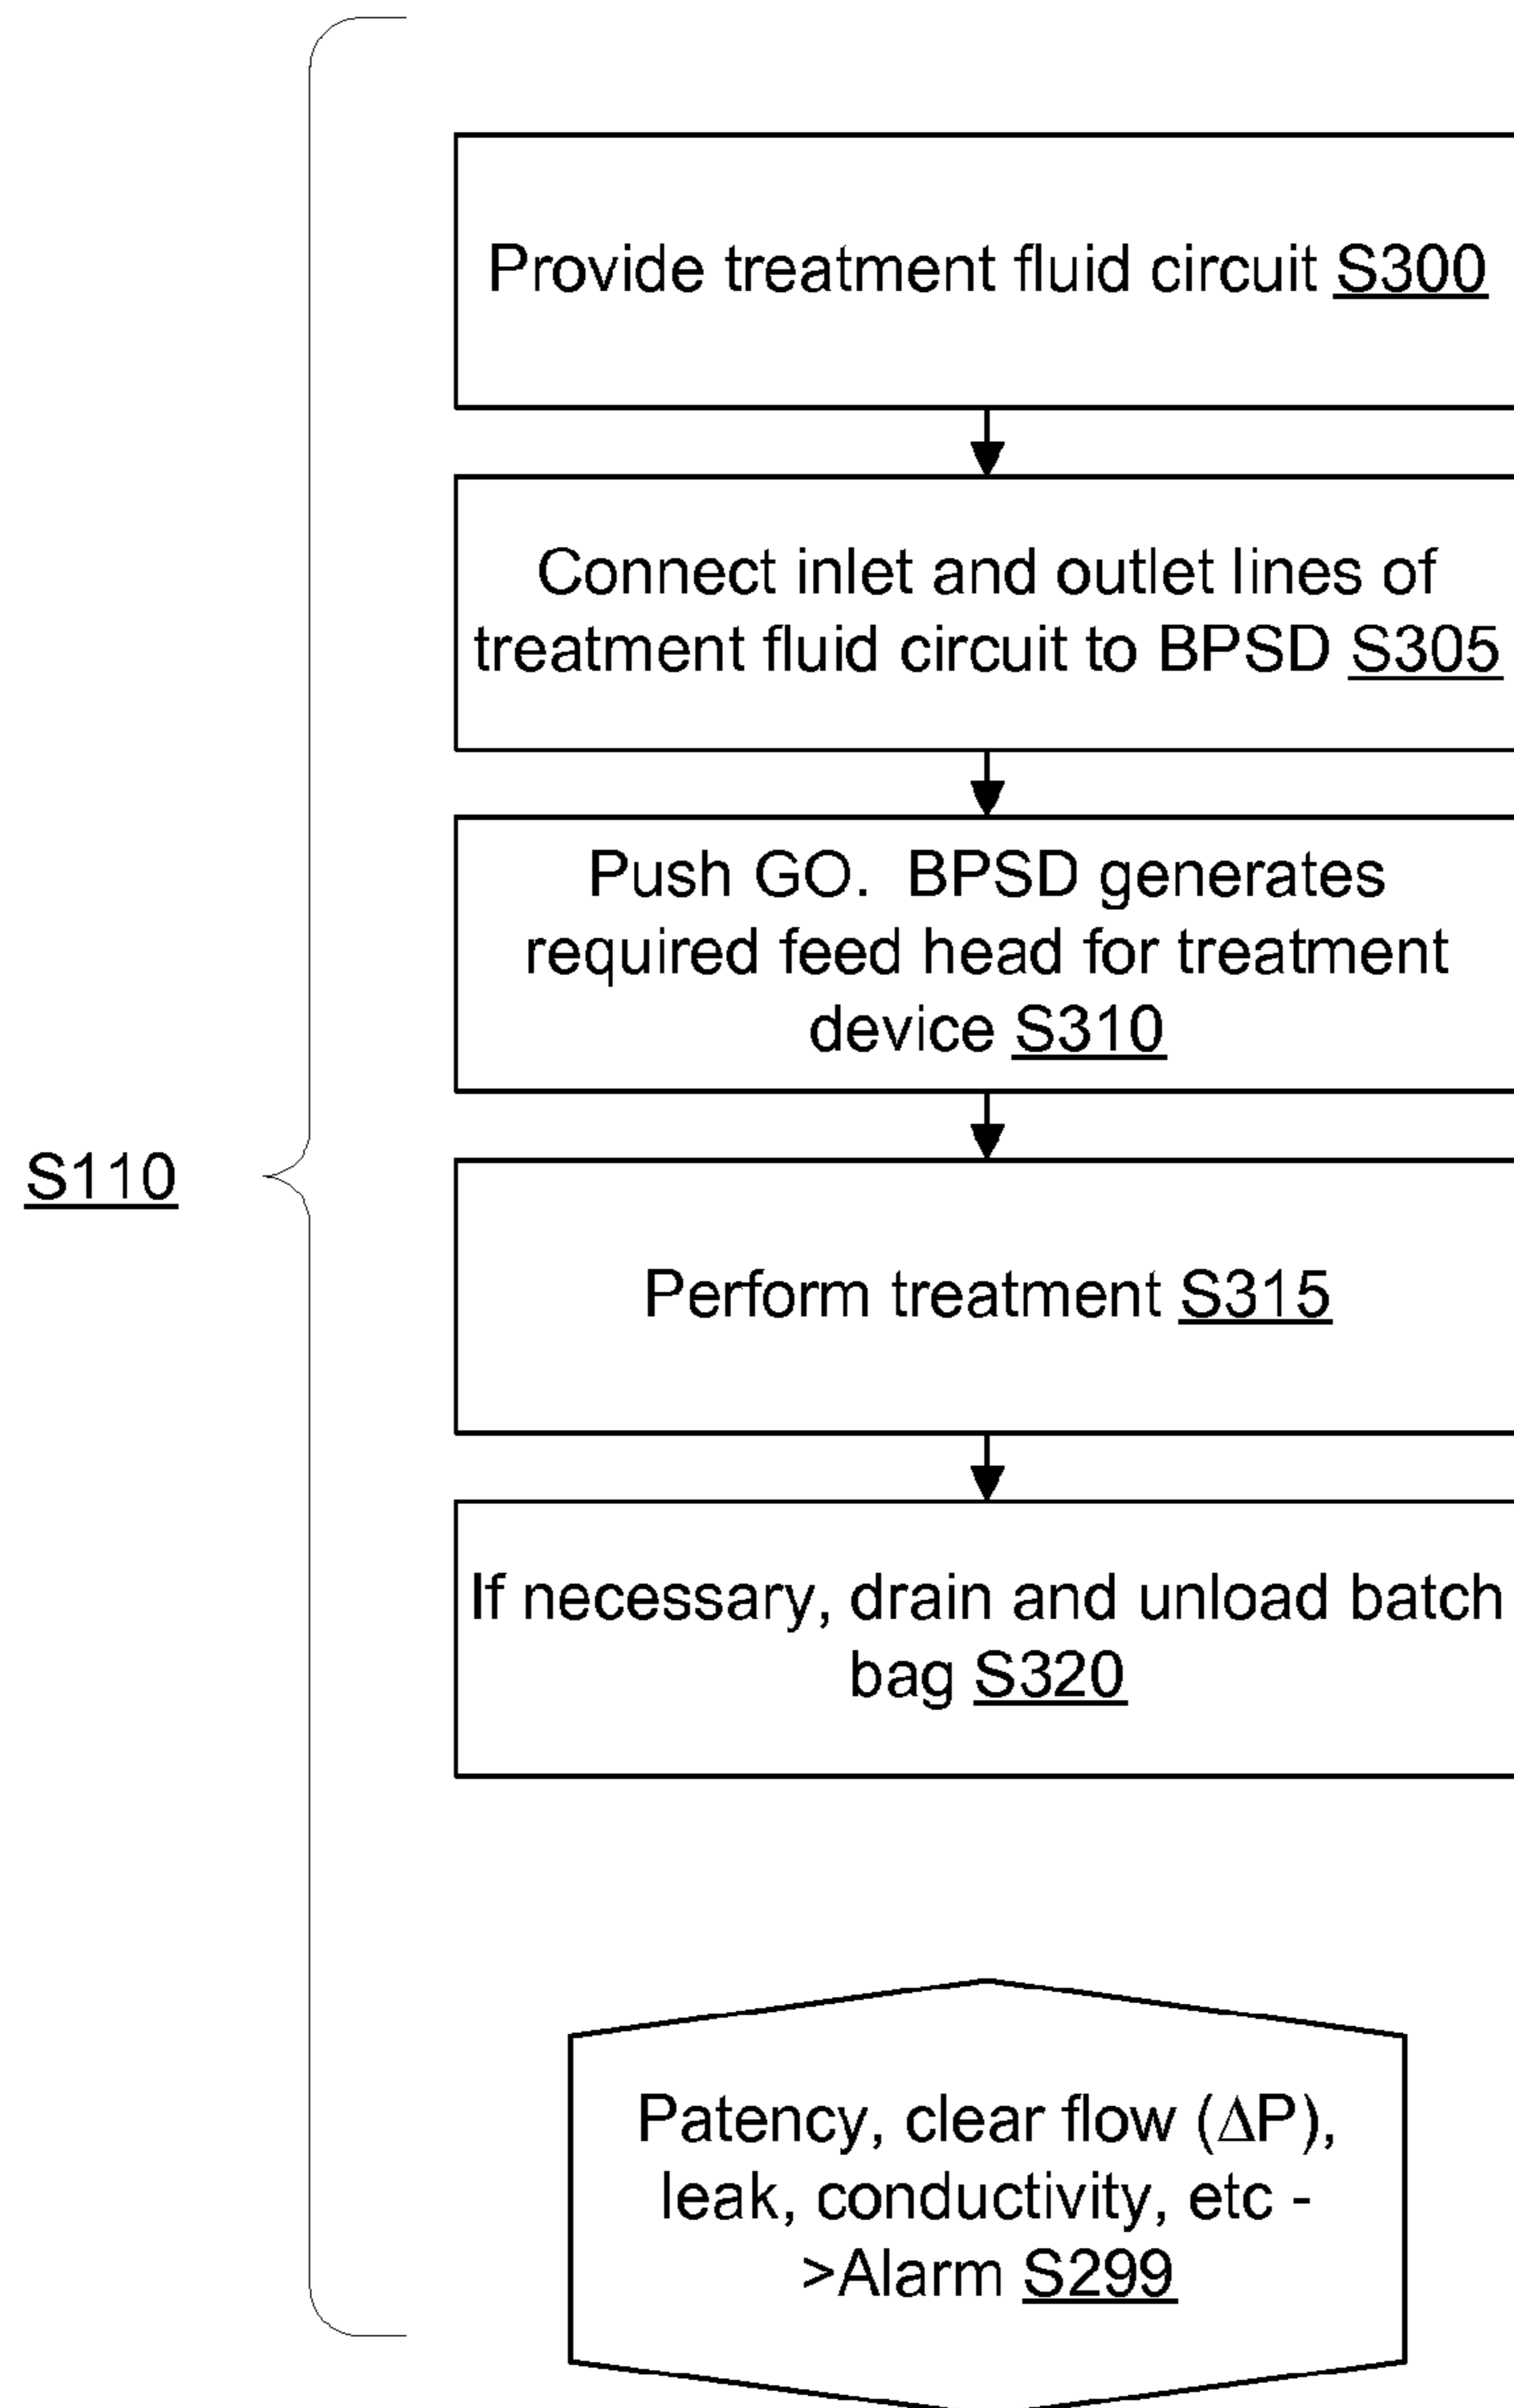 Provide treatment fluid circuit S300
Connect inlet and outlet lines of
treatment fluid circuit to BPSD S305
Push GO. BPSD generates
required feed head for treatment
device S310
S110
Perform treatment S315
If necessary, drain and unload batch
bag S320
Patency, clear flow (ΔP),
leak, conductivity, etc -
>Alarm S299